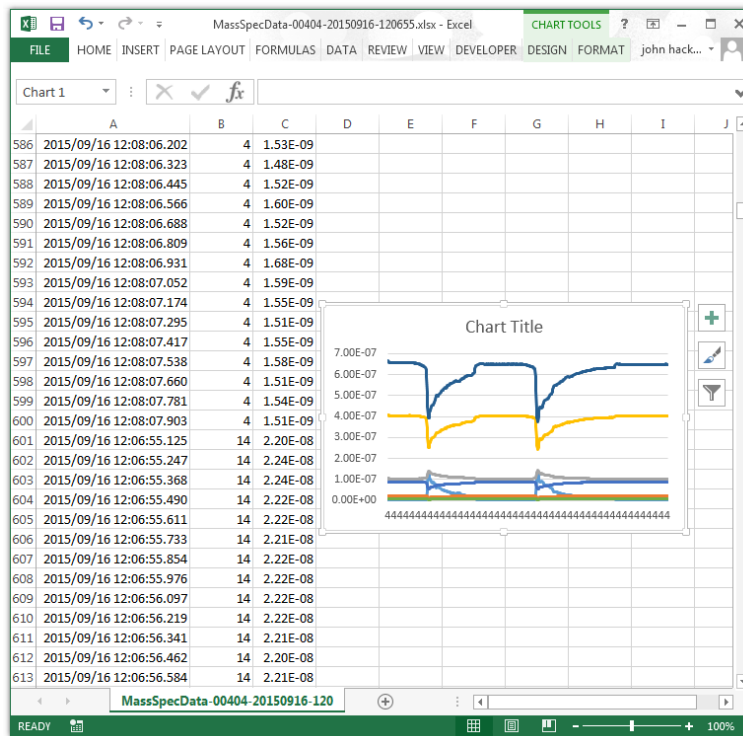 MassSpecData-00404-20150916-120655.xlsx - Excel
CHART TOOLS
?
FILE HOME INSERT PAGE LAYOUT FORMULAS DATA REVIEW VIEW DEVELOPER DESIGN FORMAT john hack...
Chart 1 fx
A B C D E F G H I J
586 2015/09/16 12:08:06.202 4 1.53E-09
587 2015/09/16 12:08:06.323 4 1.48E-09
588 2015/09/16 12:08:06.445 4 1.52E-09
589 2015/09/16 12:08:06.566 4 1.60E-09
590 2015/09/16 12:08:06.688 4 1.52E-09
591 2015/09/16 12:08:06.809 4 1.56E-09
592 2015/09/16 12:08:06.931 4 1.68E-09
593 2015/09/16 12:08:07.052 4 1.59E-09
594 2015/09/16 12:08:07.174 4 1.55E-09
595 2015/09/16 12:08:07.295 4 1.51E-09
596 2015/09/16 12:08:07.417 4 1.55E-09
597 2015/09/16 12:08:07.538 4 1.58E-09
598 2015/09/16 12:08:07.660 4 1.51E-09
599 2015/09/16 12:08:07.781 4 1.54E-09
600 2015/09/16 12:08:07.903 4 1.51E-09
601 2015/09/16 12:06:55.125 14 2.20E-08
602 2015/09/16 12:06:55.247 14 2.24E-08
603 2015/09/16 12:06:55.368 14 2.24E-08
604 2015/09/16 12:06:55.490 14 2.22E-08
605 2015/09/16 12:06:55.611 14 2.22E-08
606 2015/09/16 12:06:55.733 14 2.21E-08
607 2015/09/16 12:06:55.854 14 2.22E-08
608 2015/09/16 12:06:55.976 14 2.22E-08
609 2015/09/16 12:06:56.097 14 2.22E-08
610 2015/09/16 12:06:56.219 14 2.22E-08
611 2015/09/16 12:06:56.341 14 2.21E-08
612 2015/09/16 12:06:56.462 14 2.20E-08
613 2015/09/16 12:06:56.584 14 2.21E-08
Chart Title
7.00E-07
6.00E-07
5.00E-07
4.00E-07
3.00E-07
2.00E-07
1.00E-07
0.00E+00
MassSpecData-00404-20150916-120
READY 100%